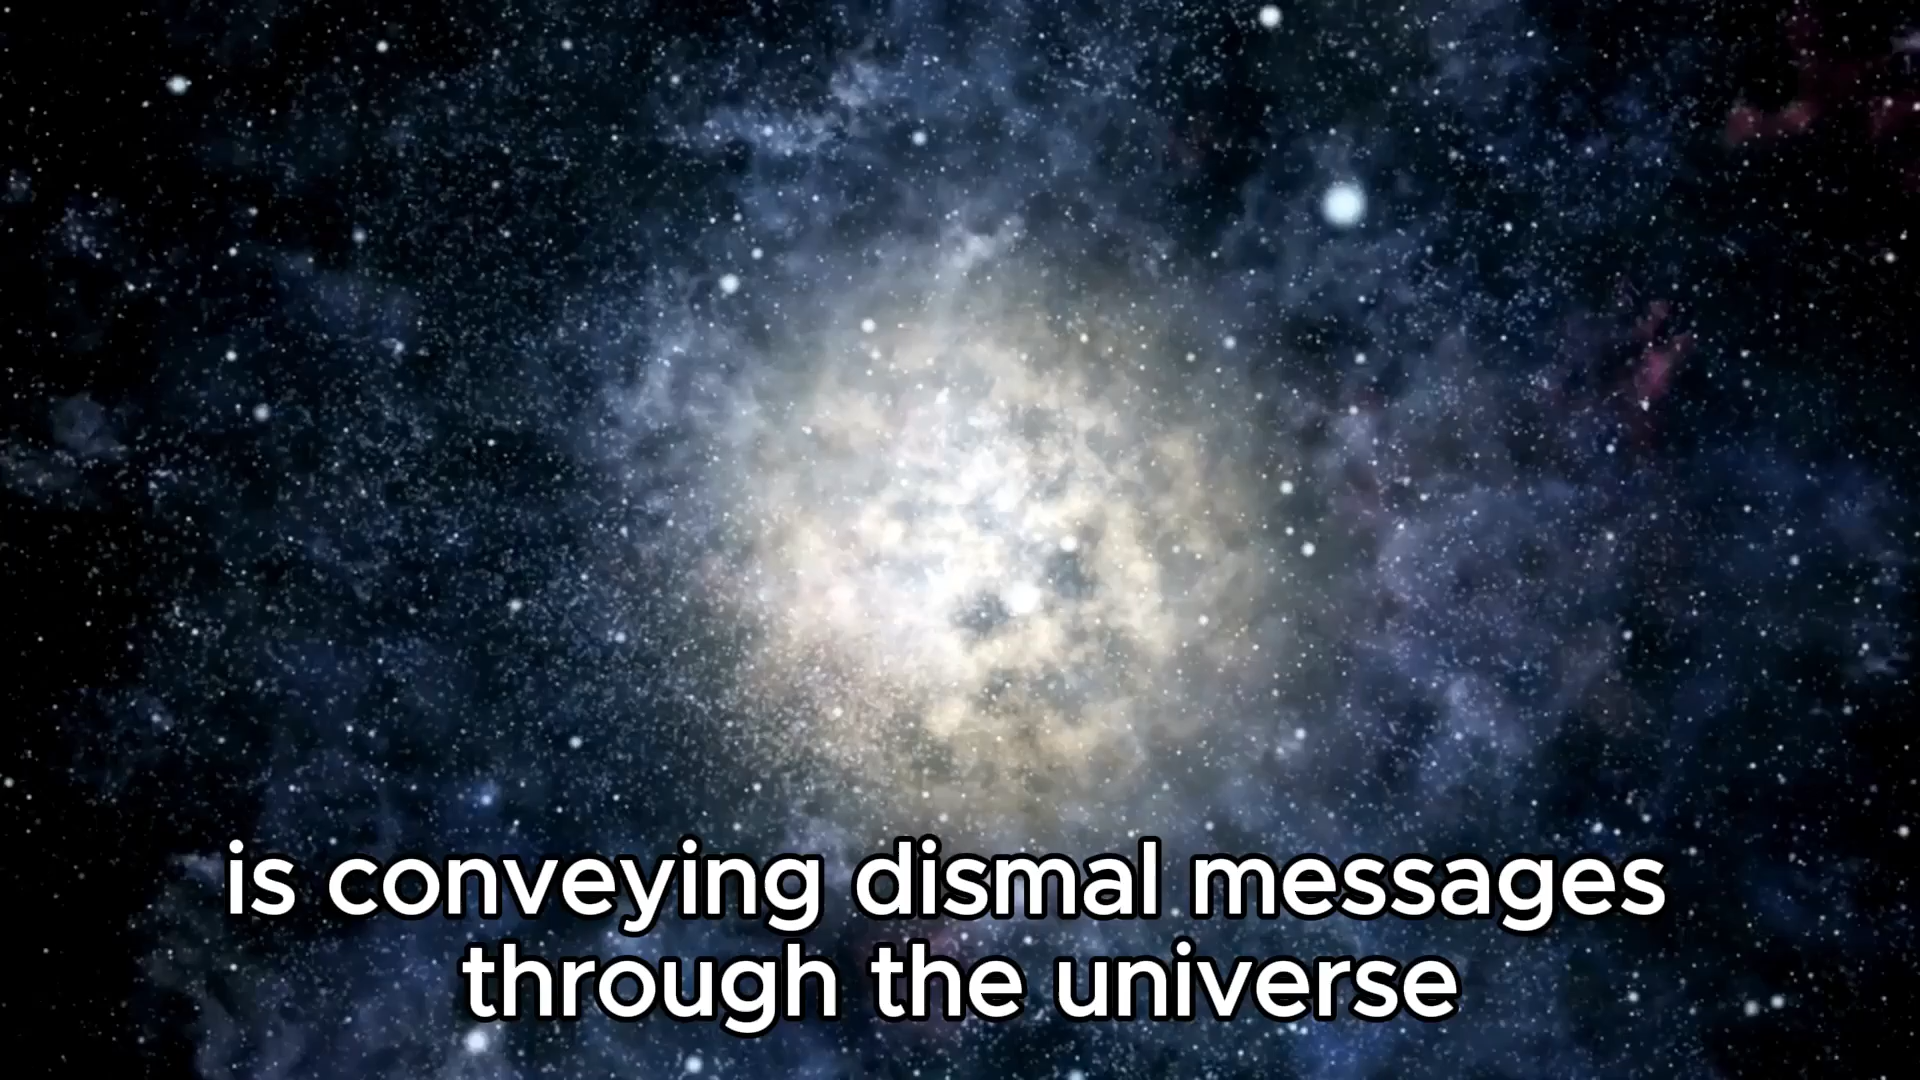 is conveying dismal messages
through the universe